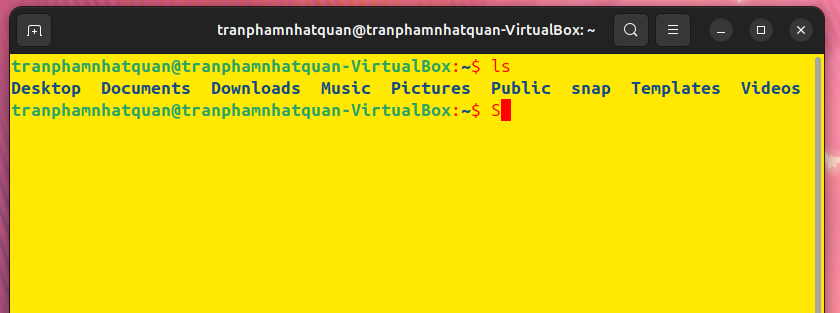 tranphamnhatquan@tranphamnhatquan-VirtualBox: ~
tranphamnhatquan@tranphamnhatquan-VirtualBox:~$ ls
Desktop Documents Downloads Music Pictures Public snap Templates Videos
tranphamnhatquan@tranphamnhatquan-VirtualBox:~$ S